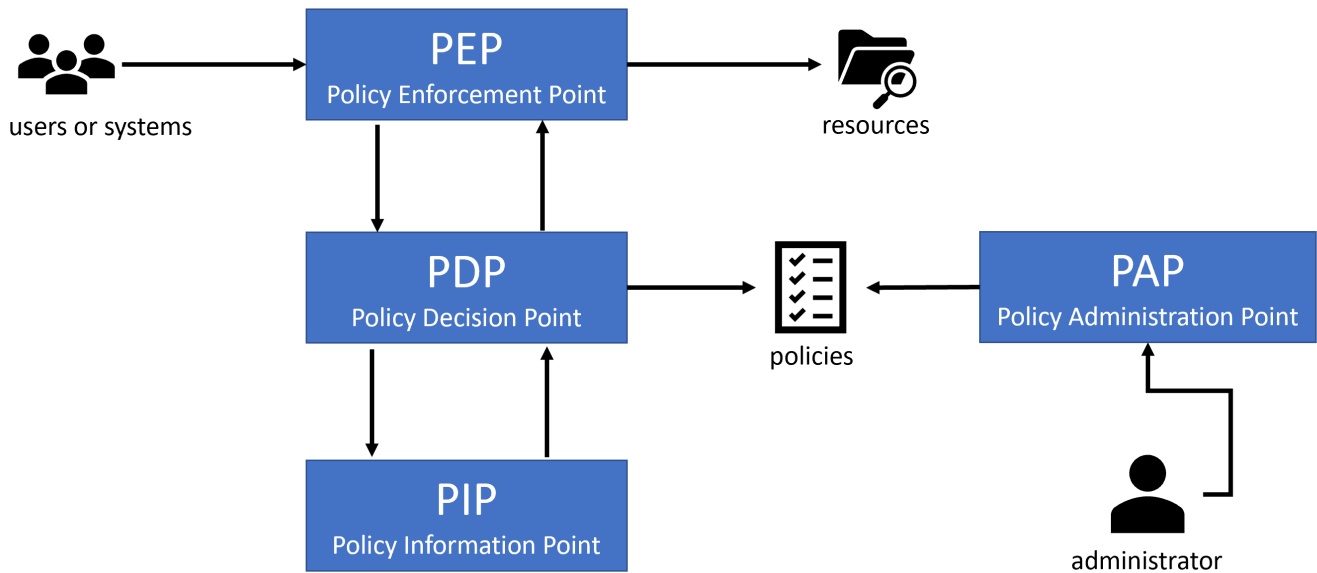 PEP
Policy Enforcement Point
users or systems
resources
PDP
Policy Decision Point
PAP
Policy Administration Point
policies
PIP
Policy Information Point
administrator